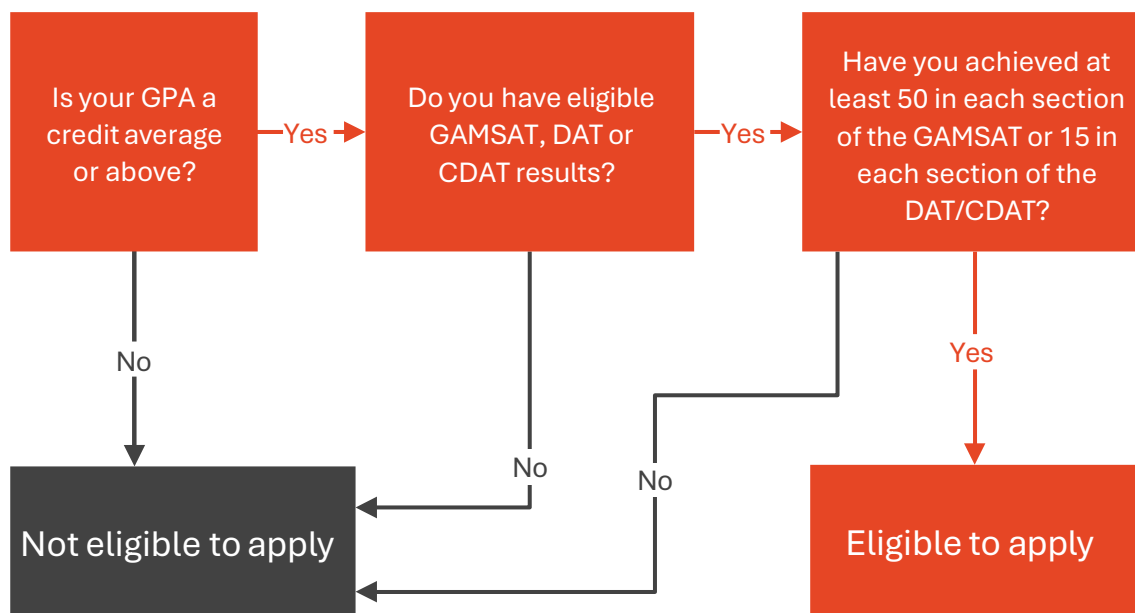 Is your GPA a
credit average
or above?
Yes
Do you have eligible
GAMSAT, DAT or
CDAT results?
Yes
Have you achieved at
least 50 in each section
of the GAMSAT or 15 in
each section of the
DAT/CDAT?
No
No
No
Yes
Not eligible to apply
Eligible to apply